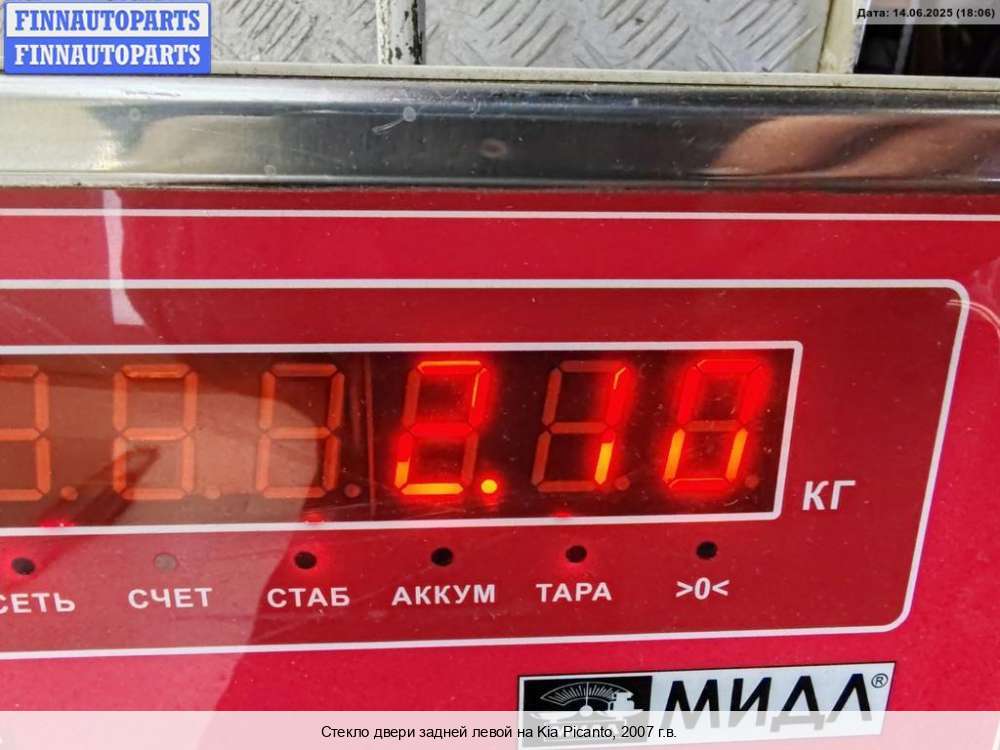 FINNAUTOPARTS
FINNAUTOPARTS
Дата: 14.06.2025 (18:06)
2.10
КГ
СЕТЬ СЧЕТ СТАБ АККУМ ТАРА >0<
МИДЛ®
Стекло двери задней левой на Kia Picanto, 2007 г.в.